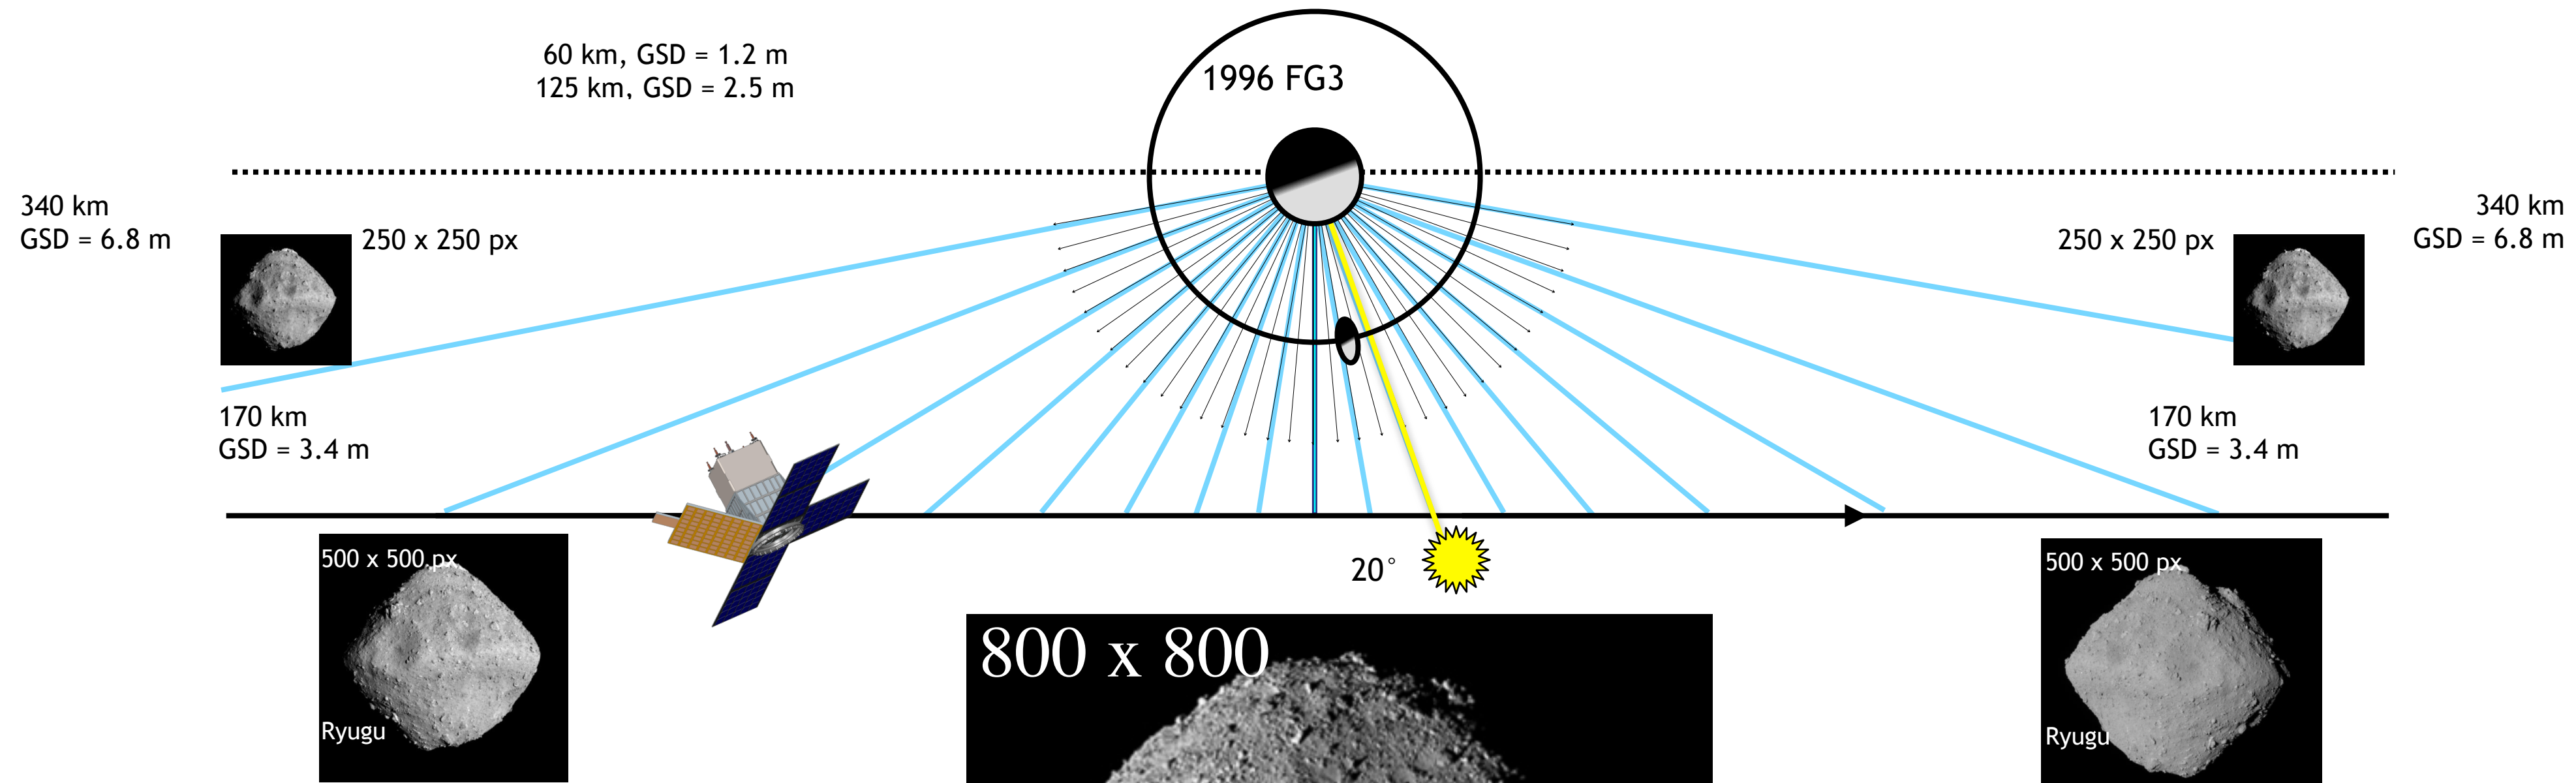 60 km, GSD = 1.2 m
125 km, GSD = 2.5 m
1996 FG3
340 km
GSD = 6.8 m
250 x 250 px
250 x 250 px
340 km
GSD = 6.8 m
170 km
GSD = 3.4 m
170 km
GSD = 3.4 m
500 x 500 px
Ryugu
20°
800 x 800
500 x 500 px
Ryugu